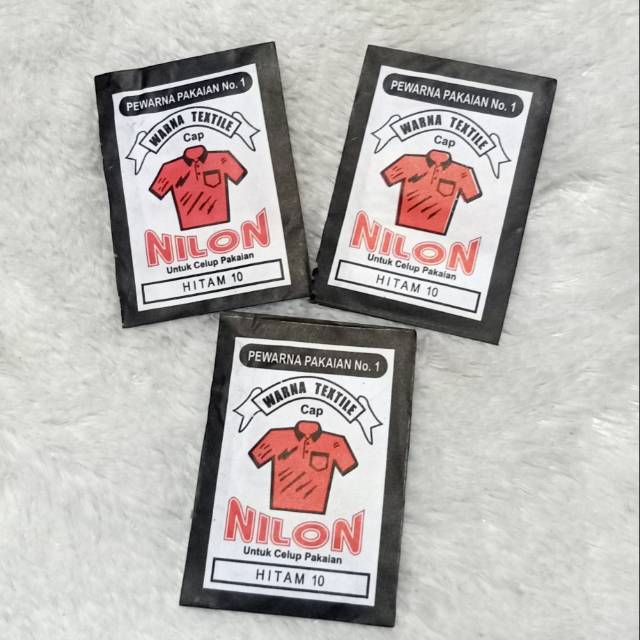 PEWARNA PAKAIAN No. 1
WARNA TEXTILE
Cap
NILON
Untuk Celup Pakaian
HITAM 10
PEWARNA PAKAIAN No. 1
WARNA TEXTILE
Cap
NILON
Untuk Celup Pakaian
HITAM 10
PEWARNA PAKAIAN No. 1
WARNA TEXTILE
Cap
NILON
Untuk Celup Pakaian
HITAM 10